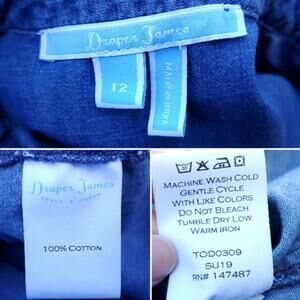 Draper James
12
MADE IN INDIA
Draper James
100% COTTON
MACHINE WASH COLD
GENTLE CYCLE
WITH LIKE COLORS
DO NOT BLEACH
TUMBLE DRY LOW
WARM IRON
TOD0309
SU19
RN# 147487